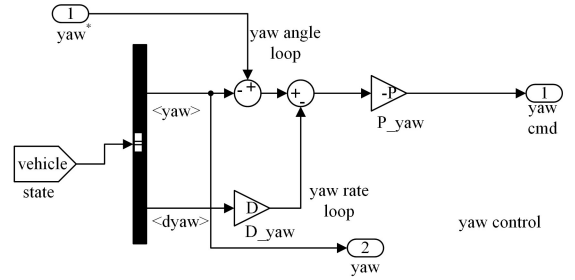 1
yaw*
yaw angle
loop
- +
+
-
-P
P_yaw
1
yaw
cmd
<yaw>
vehicle
state
<dyaw>
D
D_yaw
yaw rate
loop
yaw control
2
yaw